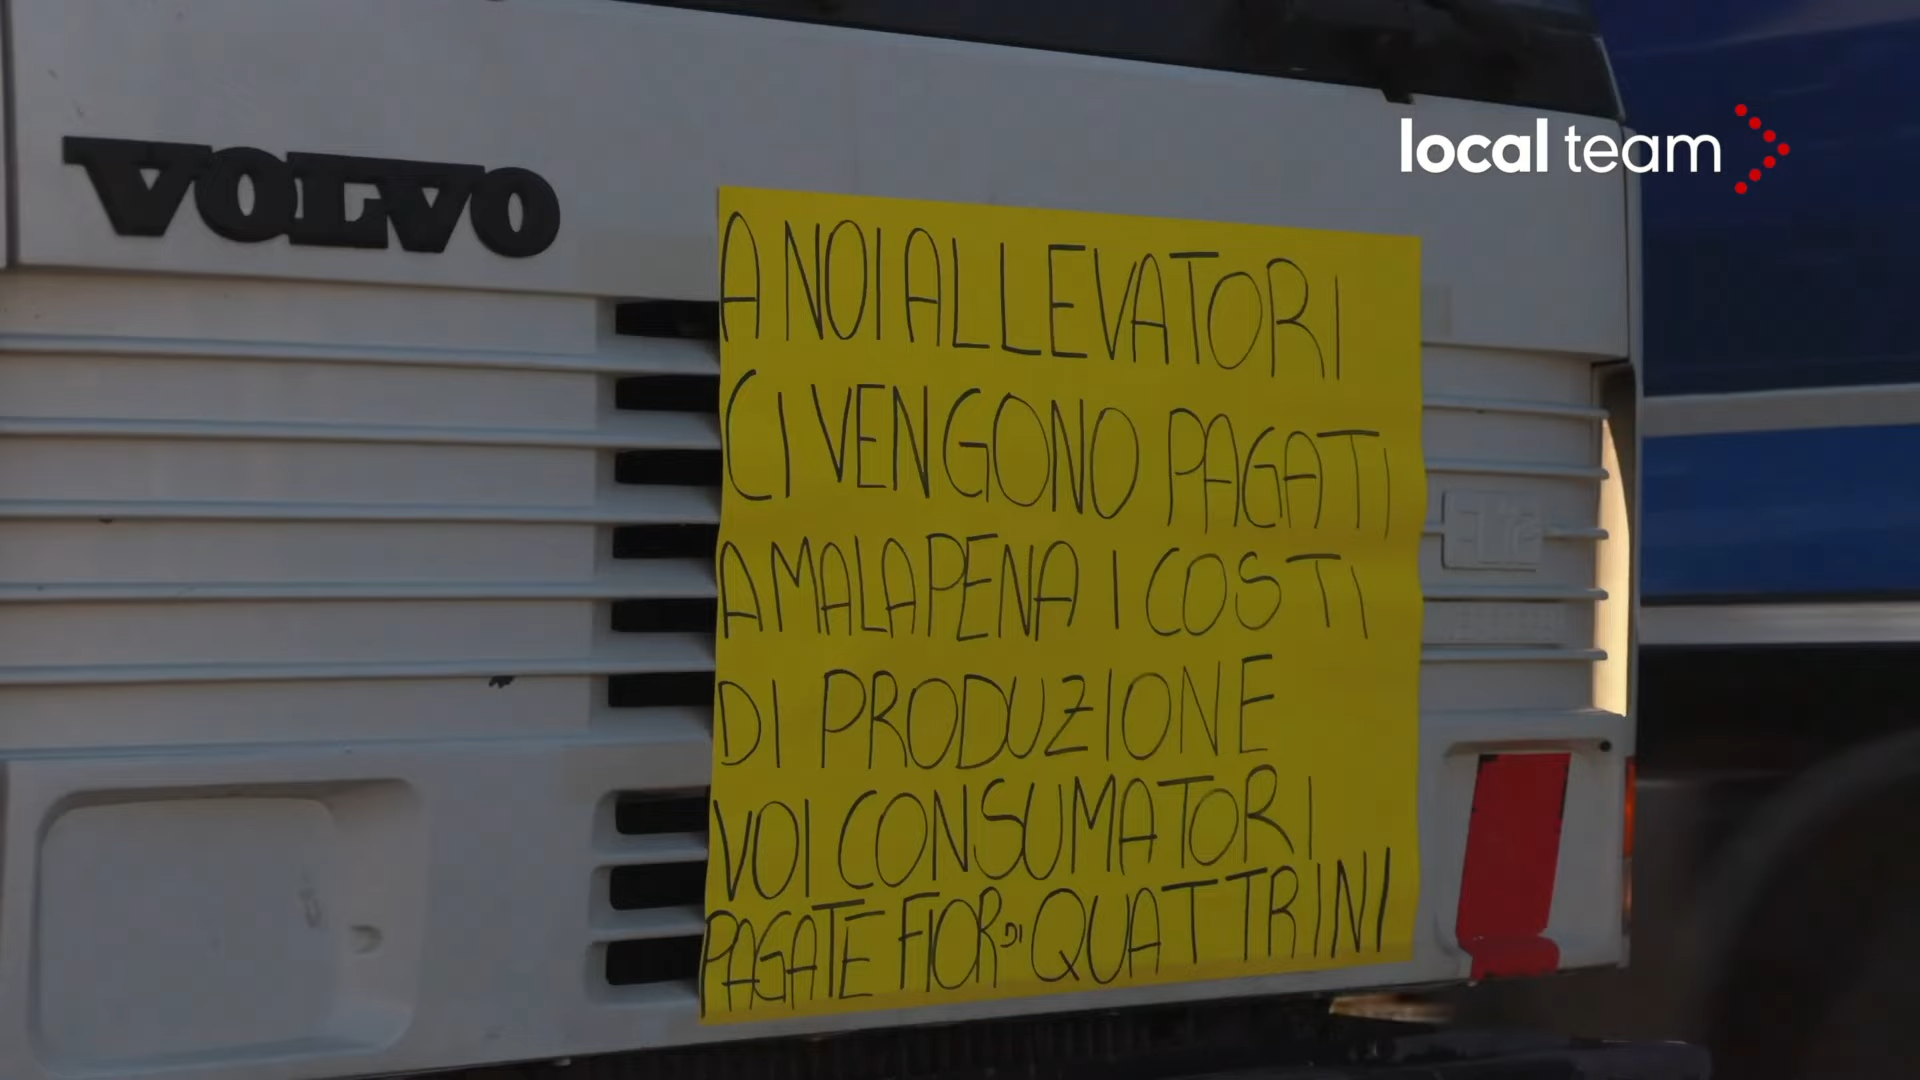 VOLVO
local team
A NOI ALLEVATORI
CI VENGONO PAGATI
A MALAPENA I COSTI
DI PRODUZIONE
VOI CONSUMATORI
PAGATE FIOR DI QUATTRINI